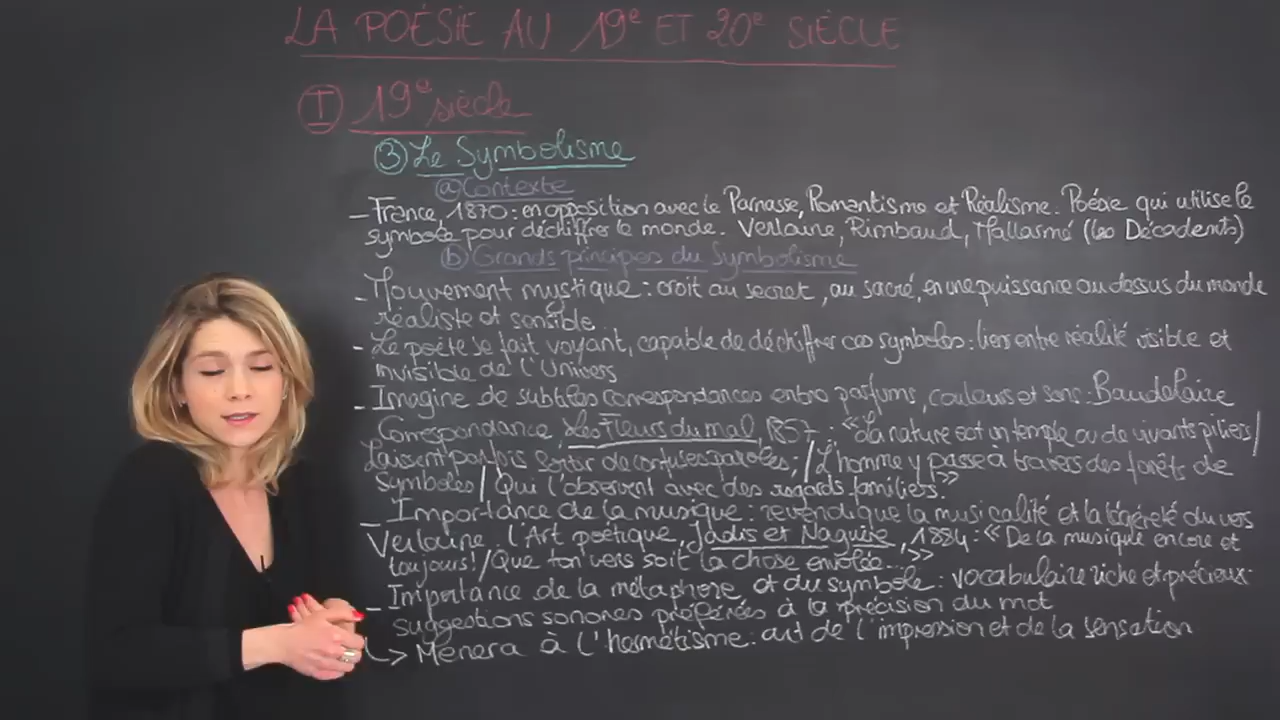 LA POÉSIE AU 19e ET 20e SIÈCLE
I 19e siècle
3 Le Symbolisme
a Contexte
- France, 1870 : en opposition avec le Parnasse, Romantisme et Réalisme. Poésie qui utilise le
symbole pour déchiffrer le monde. Verlaine, Rimbaud, Mallarmé (les Décadents)
b Grands principes du Symbolisme
- Mouvement mystique : croit au secret, au sacré, en une puissance au dessus du monde
réaliste et sensible
- Le poète se fait voyant, capable de déchiffrer ces symboles : liens entre réalité visible et
invisible de l'Univers
- Imagine de subtiles correspondances entre parfums, couleurs et sons : Baudelaire
Correspondance, Les Fleurs du mal, 1857 : « La nature est un temple où de vivants piliers /
Laissent parfois sortir de confuses paroles; / L'homme y passe à travers des forêts de
symboles / Qui l'observent avec des regards familiers. »
- Importance de la musique : revendique la musicalité et la légèreté du vers
Verlaine. l'Art poétique, Jadis et Naguère, 1884 : « De la musique encore et
toujours ! / Que ton vers soit la chose envolée... »
- Importance de la métaphore et du symbole : vocabulaire riche et précieux.
suggestions sonores préférées à la précision du mot
↳ Mènera à l'hermétisme : art de l'impression et de la sensation